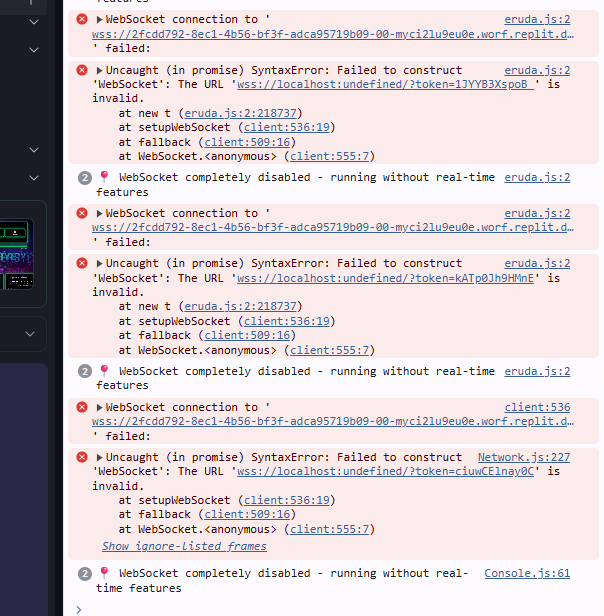 features
WebSocket connection to ' eruda.js:2
wss://2fcdd792-8ec1-4b56-bf3f-adca95719b09-00-myci2lu9eu0e.worf.replit.d…
' failed:
Uncaught (in promise) SyntaxError: Failed to construct eruda.js:2
'WebSocket': The URL 'wss://localhost:undefined/?token=1JYYB3XspoB_' is
invalid.
at new t (eruda.js:2:218737)
at setupWebSocket (client:536:19)
at fallback (client:509:16)
at WebSocket.<anonymous> (client:555:7)
2 📍 WebSocket completely disabled - running without real-time eruda.js:2
features
WebSocket connection to ' eruda.js:2
wss://2fcdd792-8ec1-4b56-bf3f-adca95719b09-00-myci2lu9eu0e.worf.replit.d…
' failed:
Uncaught (in promise) SyntaxError: Failed to construct eruda.js:2
'WebSocket': The URL 'wss://localhost:undefined/?token=kATp0Jh9HMnE' is
invalid.
at new t (eruda.js:2:218737)
at setupWebSocket (client:536:19)
at fallback (client:509:16)
at WebSocket.<anonymous> (client:555:7)
2 📍 WebSocket completely disabled - running without real-time eruda.js:2
features
WebSocket connection to ' client:536
wss://2fcdd792-8ec1-4b56-bf3f-adca95719b09-00-myci2lu9eu0e.worf.replit.d…
' failed:
Uncaught (in promise) SyntaxError: Failed to construct Network.js:227
'WebSocket': The URL 'wss://localhost:undefined/?token=ciuwCElnay0C' is
invalid.
at setupWebSocket (client:536:19)
at fallback (client:509:16)
at WebSocket.<anonymous> (client:555:7)
Show ignore-listed frames
2 📍 WebSocket completely disabled - running without real- Console.js:61
time features